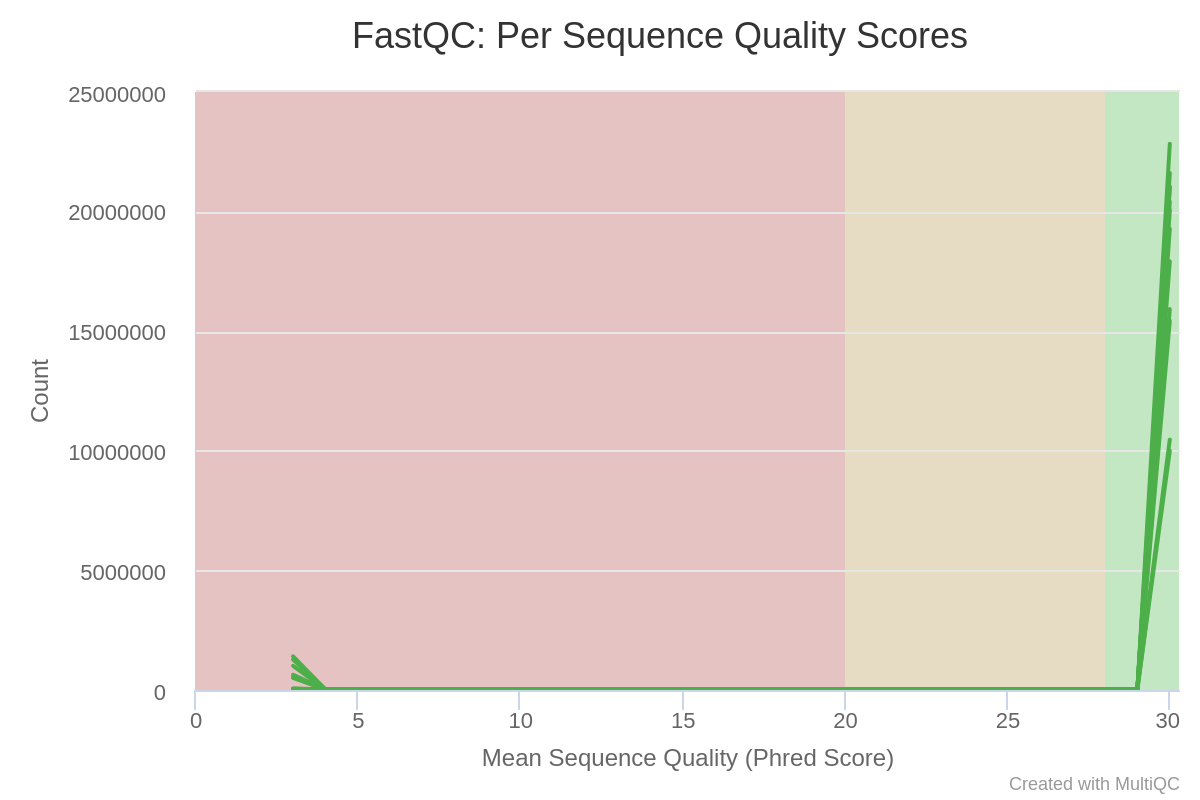 FastQC: Per Sequence Quality Scores
25000000
20000000
15000000
10000000
5000000
0
Count
0 5 10 15 20 25 30
Mean Sequence Quality (Phred Score)
Created with MultiQC